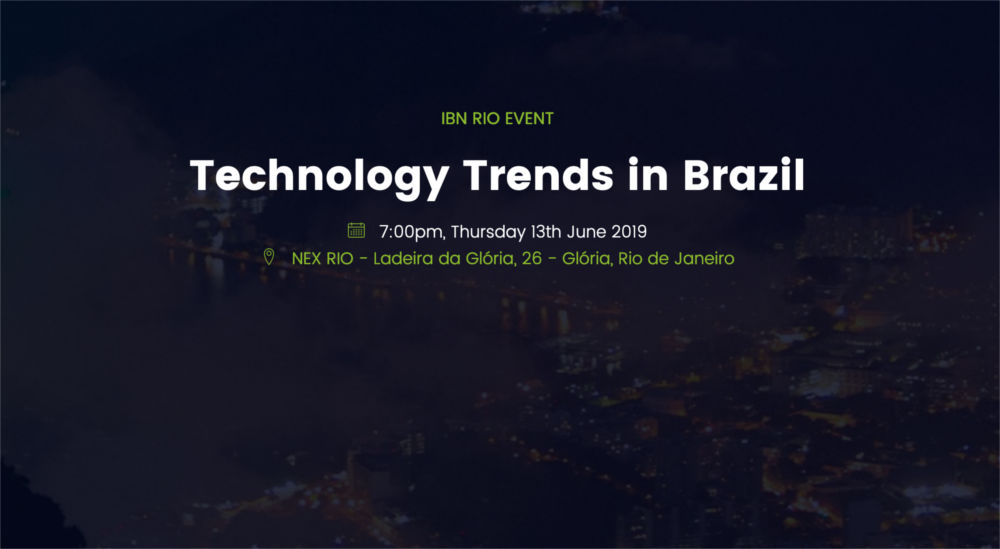 IBN RIO EVENT
Technology Trends in Brazil
7:00pm, Thursday 13th June 2019
NEX RIO - Ladeira da Glória, 26 - Glória, Rio de Janeiro